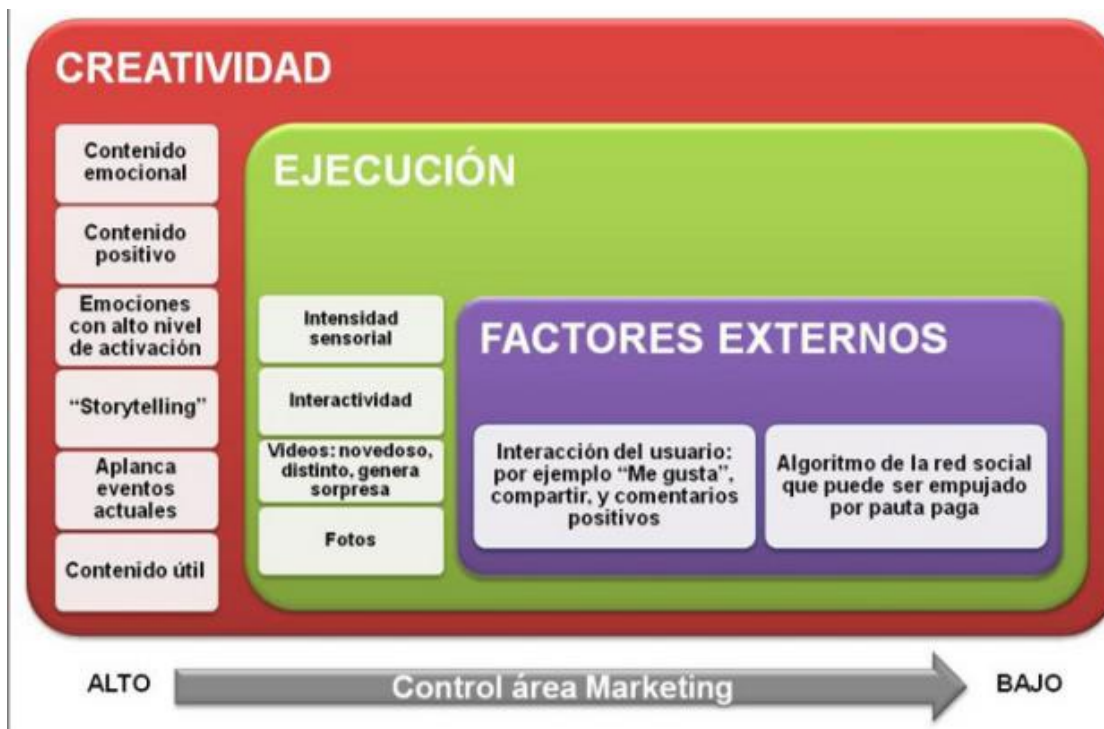 CREATIVIDAD
Contenido
emocional
Contenido
positivo
Emociones
con alto nivel
de activación
“Storytelling”
Aplanca
eventos
actuales
Contenido útil
EJECUCIÓN
Intensidad
sensorial
Interactividad
Videos: novedoso,
distinto, genera
sorpresa
Fotos
FACTORES EXTERNOS
Interacción del usuario:
por ejemplo “Me gusta”,
compartir, y comentarios
positivos
Algoritmo de la red social
que puede ser empujado
por pauta paga
ALTO
Control área Marketing
BAJO